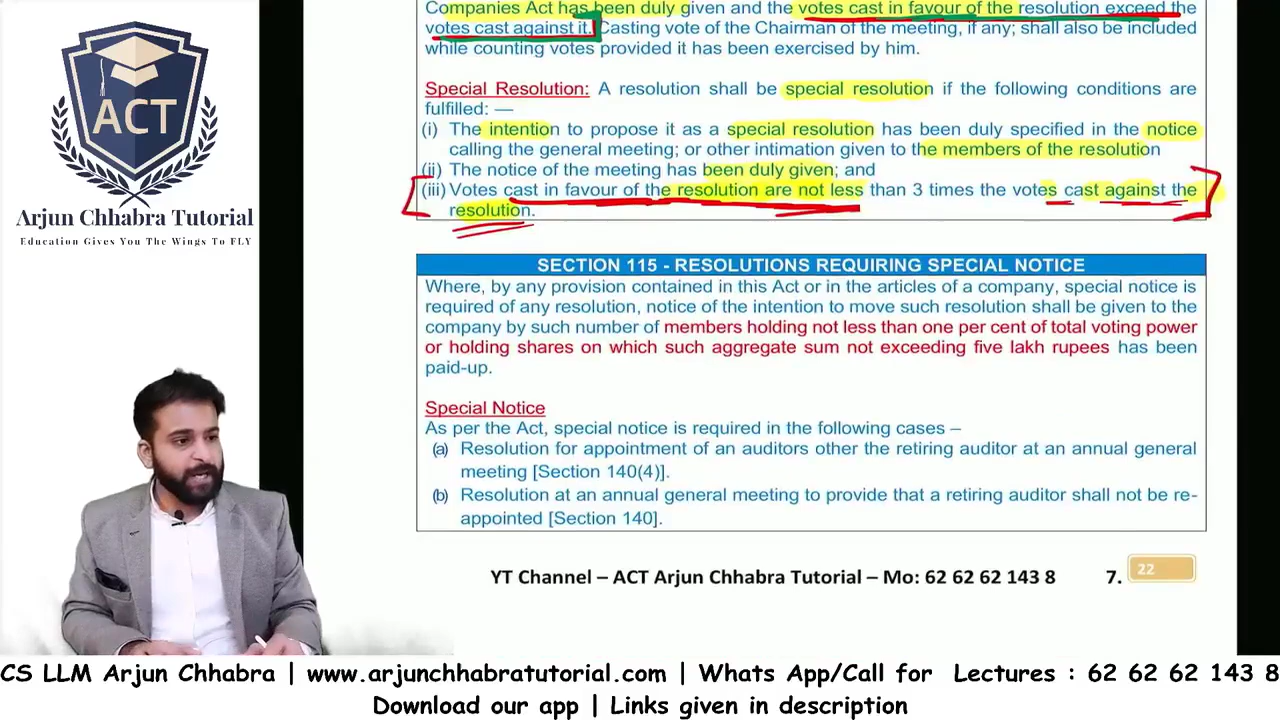 Companies Act has been duly given and the votes cast in favour of the resolution exceed the
votes cast against it. Casting vote of the Chairman of the meeting, if any; shall also be included
while counting votes provided it has been exercised by him.
Special Resolution: A resolution shall be special resolution if the following conditions are
fulfilled: —
(i) The intention to propose it as a special resolution has been duly specified in the notice
calling the general meeting; or other intimation given to the members of the resolution
(ii) The notice of the meeting has been duly given; and
(iii) Votes cast in favour of the resolution are not less than 3 times the votes cast against the
resolution.
ACT
Arjun Chhabra Tutorial
Education Gives You The Wings To FLY
SECTION 115 - RESOLUTIONS REQUIRING SPECIAL NOTICE
Where, by any provision contained in this Act or in the articles of a company, special notice is
required of any resolution, notice of the intention to move such resolution shall be given to the
company by such number of members holding not less than one per cent of total voting power
or holding shares on which such aggregate sum not exceeding five lakh rupees has been
paid-up.
Special Notice
As per the Act, special notice is required in the following cases –
(a) Resolution for appointment of an auditors other the retiring auditor at an annual general
meeting [Section 140(4)].
(b) Resolution at an annual general meeting to provide that a retiring auditor shall not be re-
appointed [Section 140].
YT Channel – ACT Arjun Chhabra Tutorial – Mo: 62 62 62 143 8 7. 22
CS LLM Arjun Chhabra | www.arjunchhabratutorial.com | Whats App/Call for Lectures : 62 62 62 143 8
Download our app | Links given in description